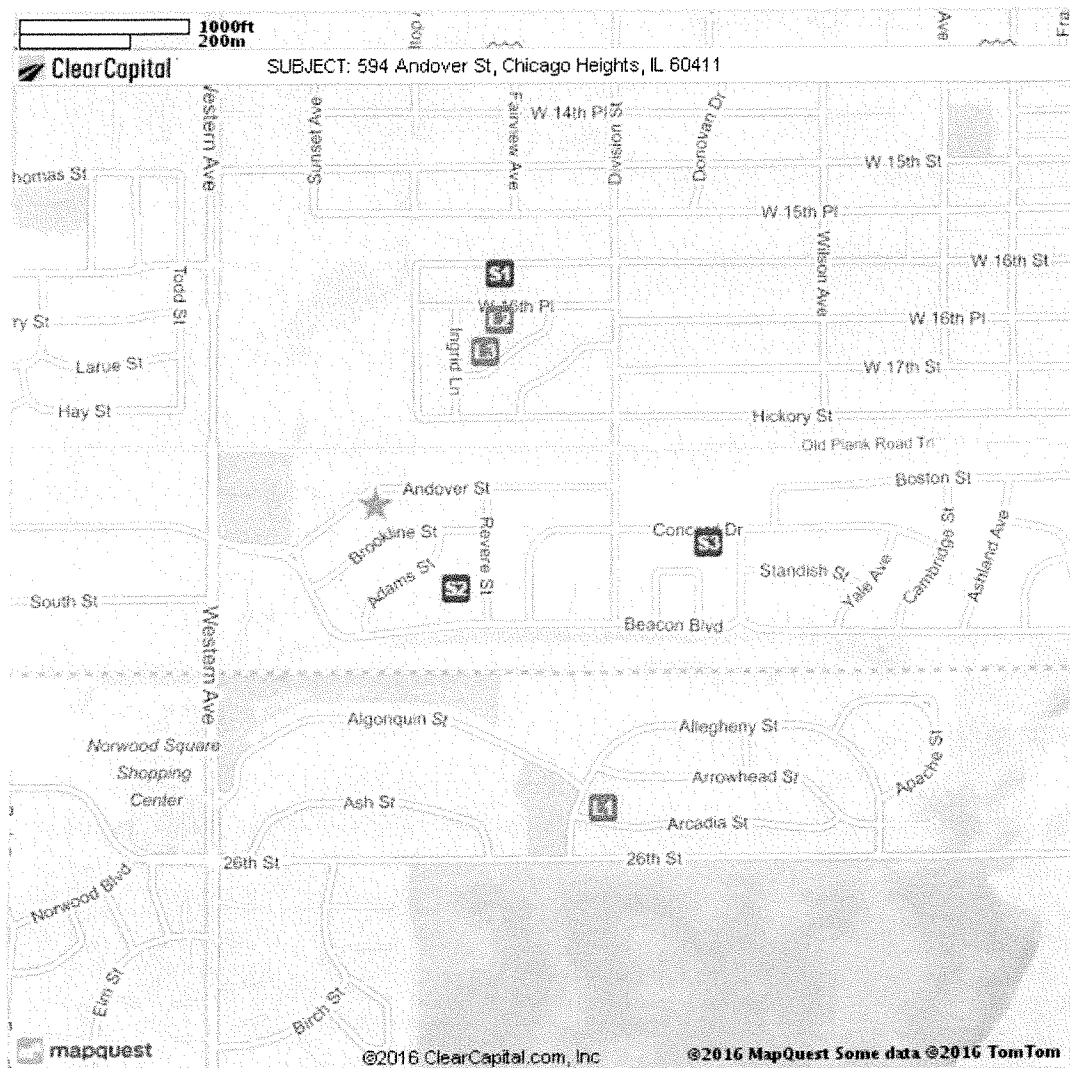 1000ft
200m
Ave
ClearCapital
SUBJECT: 594 Andover St, Chicago Heights, IL 60411
Western Ave
Sunset Ave
Fairview Ave
W 14th Pl
Division St
Donovan Dr
W 15th St
homas St
W 15th Pl
Wilson Ave
W 16th St
S1
Todd St
W 16th Pl
L2
ry St
W 16th Pl
Ingrid Ln
L3
Larue St
W 17th St
Hay St
Hickory St
Old Plank Road Trl
Boston St
Andover St
Brookline St
Revere St
Concord Dr
S3
Adams St
S2
Standish St
Yale Ave
Cambridge St
Ashland Ave
South St
Western Ave
Beacon Blvd
Algonquin St
Allegheny St
Norwood Square
Shopping
Center
Apache St
Arrowhead St
Ash St
L1
Arcadia St
26th St
26th St
Norwood Blvd
Elm St
Birch St
mapquest
©2016 ClearCapital.com, Inc
©2016 MapQuest Some data ©2016 TomTom